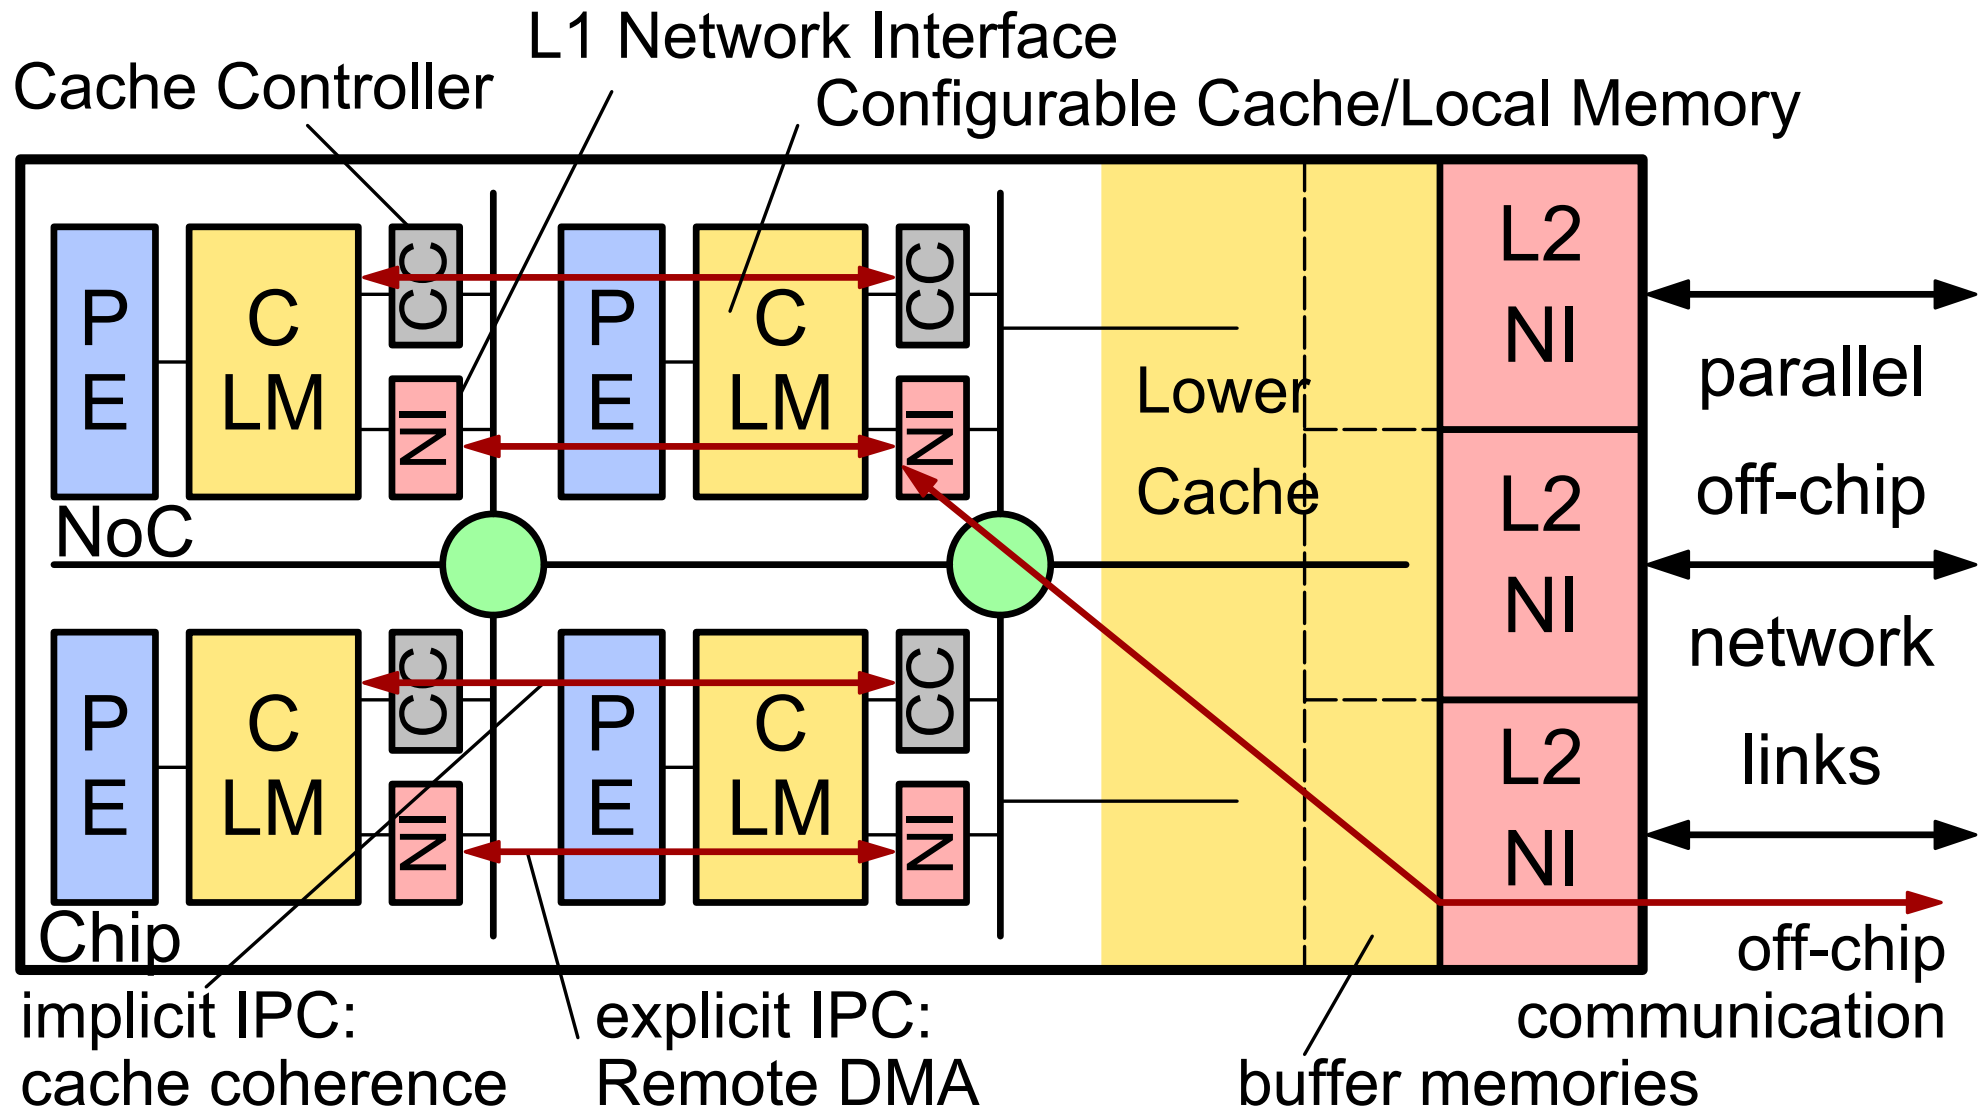 L1 Network Interface
Cache Controller
Configurable Cache/Local Memory
P
E
C
LM
CC
NI
P
E
C
LM
CC
NI
Lower
Cache
L2
NI
L2
NI
L2
NI
parallel
off-chip
network
links
NoC
P
E
C
LM
CC
NI
P
E
C
LM
CC
NI
Chip
off-chip
communication
implicit IPC:
cache coherence
explicit IPC:
Remote DMA
buffer memories